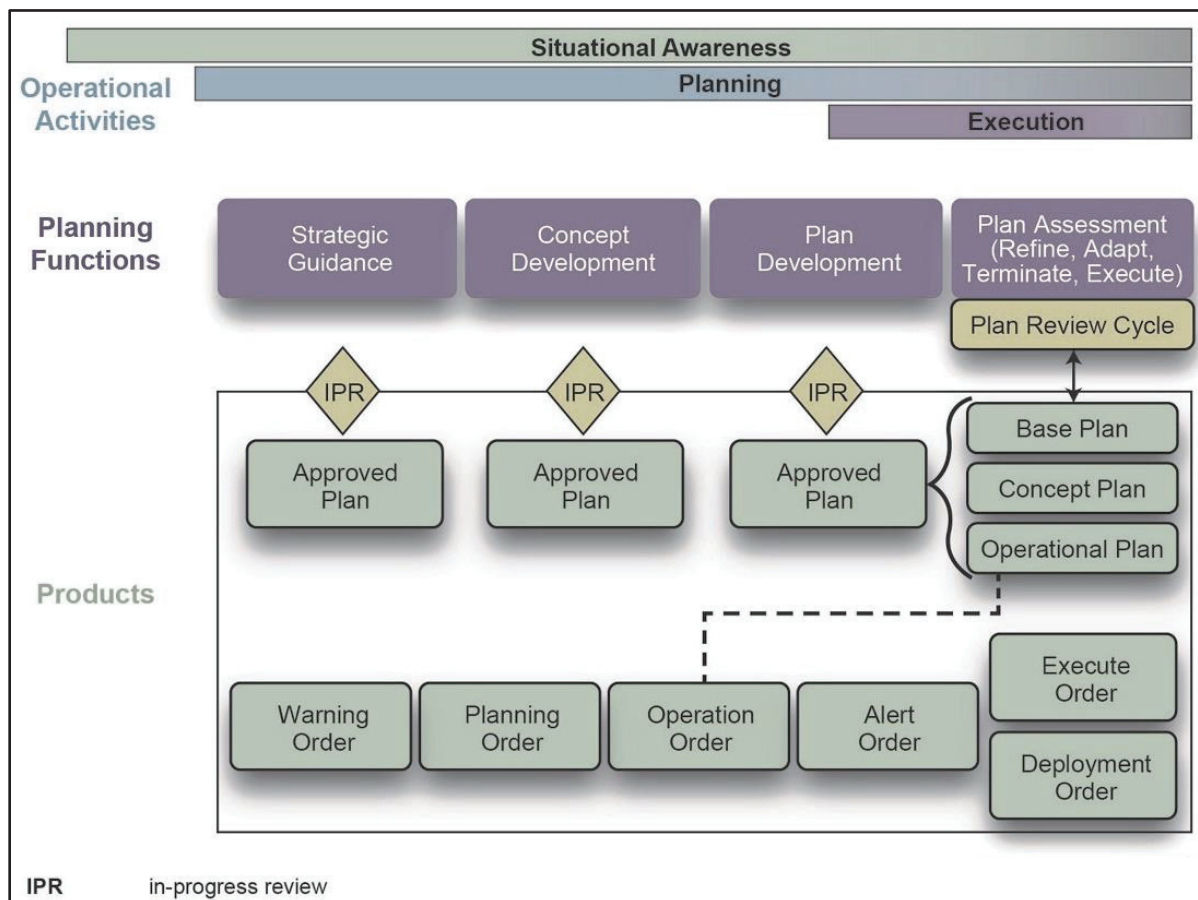 Situational Awareness
Operational
Activities
Planning
Execution
Planning
Functions
Strategic
Guidance
Concept
Development
Plan
Development
Plan Assessment
(Refine, Adapt,
Terminate, Execute)
Plan Review Cycle
IPR
IPR
IPR
Approved
Plan
Approved
Plan
Approved
Plan
Base Plan
Concept Plan
Operational Plan
Products
Warning
Order
Planning
Order
Operation
Order
Alert
Order
Execute
Order
Deployment
Order
IPR in-progress review